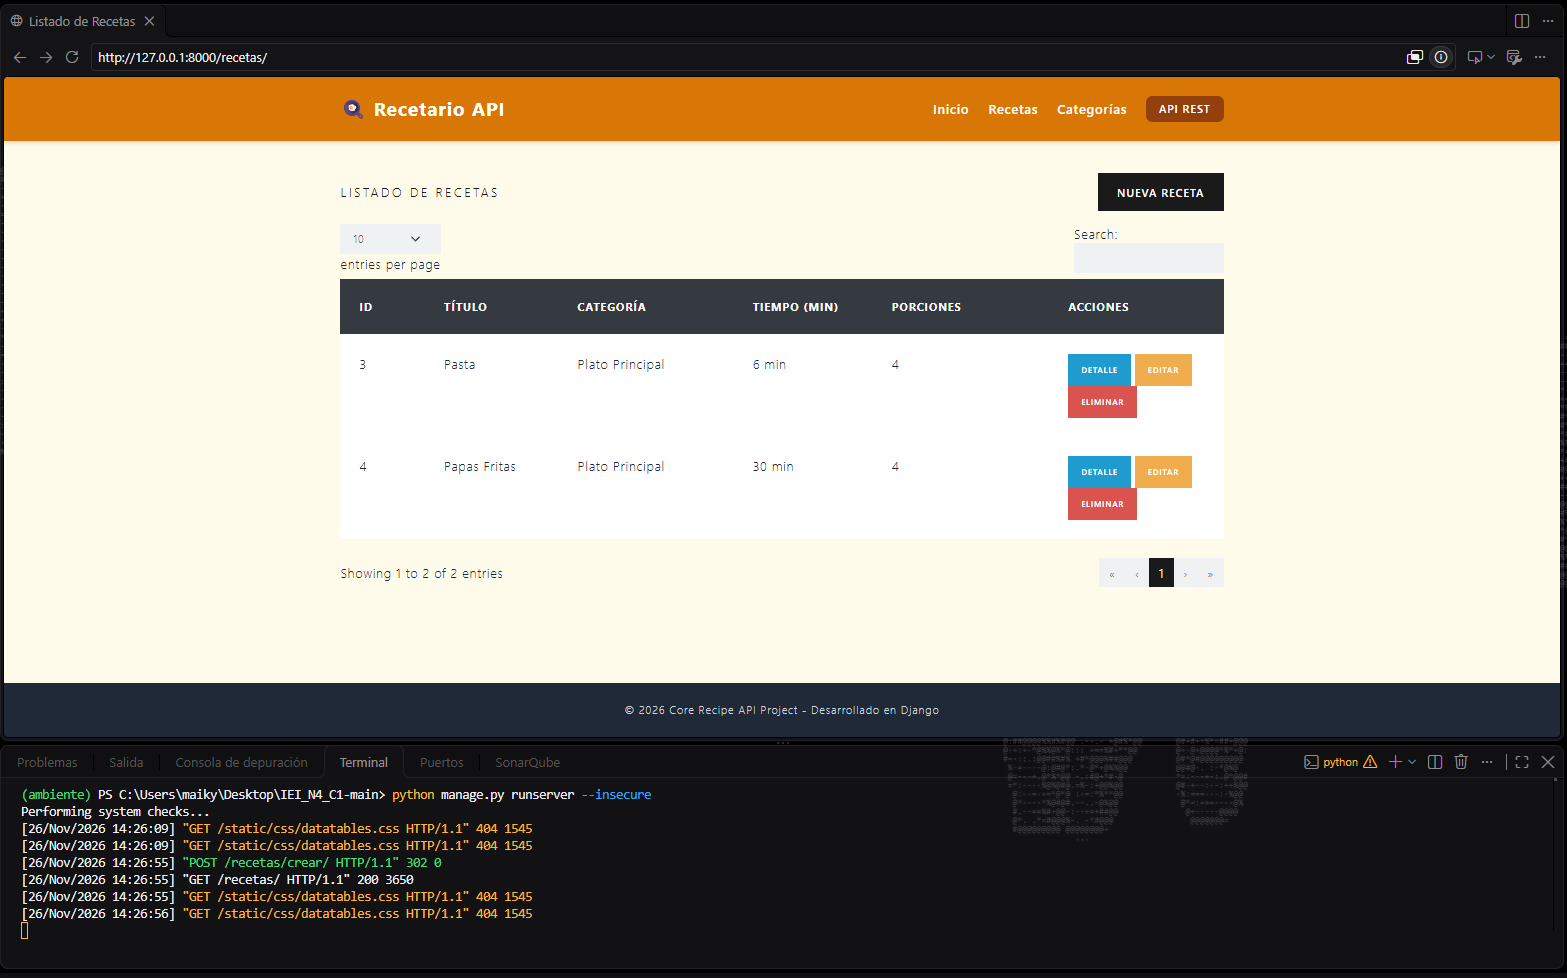 Listado de Recetas
http://127.0.0.1:8000/recetas/
Recetario API
Inicio Recetas Categorías API REST
LISTADO DE RECETAS
NUEVA RECETA
10
entries per page
Search:
ID TÍTULO CATEGORÍA TIEMPO (MIN) PORCIONES ACCIONES
3 Pasta Plato Principal 6 min 4 DETALLE EDITAR
ELIMINAR
4 Papas Fritas Plato Principal 30 min 4 DETALLE EDITAR
ELIMINAR
Showing 1 to 2 of 2 entries
« ‹ 1 › »
© 2026 Core Recipe API Project - Desarrollado en Django
Problemas Salida Consola de depuración Terminal Puertos SonarQube
python
(ambiente) PS C:\Users\maiky\Desktop\IEI_N4_C1-main> python manage.py runserver --insecure
Performing system checks...
[26/Nov/2026 14:26:09] "GET /static/css/datatables.css HTTP/1.1" 404 1545
[26/Nov/2026 14:26:09] "GET /static/css/datatables.css HTTP/1.1" 404 1545
[26/Nov/2026 14:26:55] "POST /recetas/crear/ HTTP/1.1" 302 0
[26/Nov/2026 14:26:55] "GET /recetas/ HTTP/1.1" 200 3650
[26/Nov/2026 14:26:55] "GET /static/css/datatables.css HTTP/1.1" 404 1545
[26/Nov/2026 14:26:56] "GET /static/css/datatables.css HTTP/1.1" 404 1545